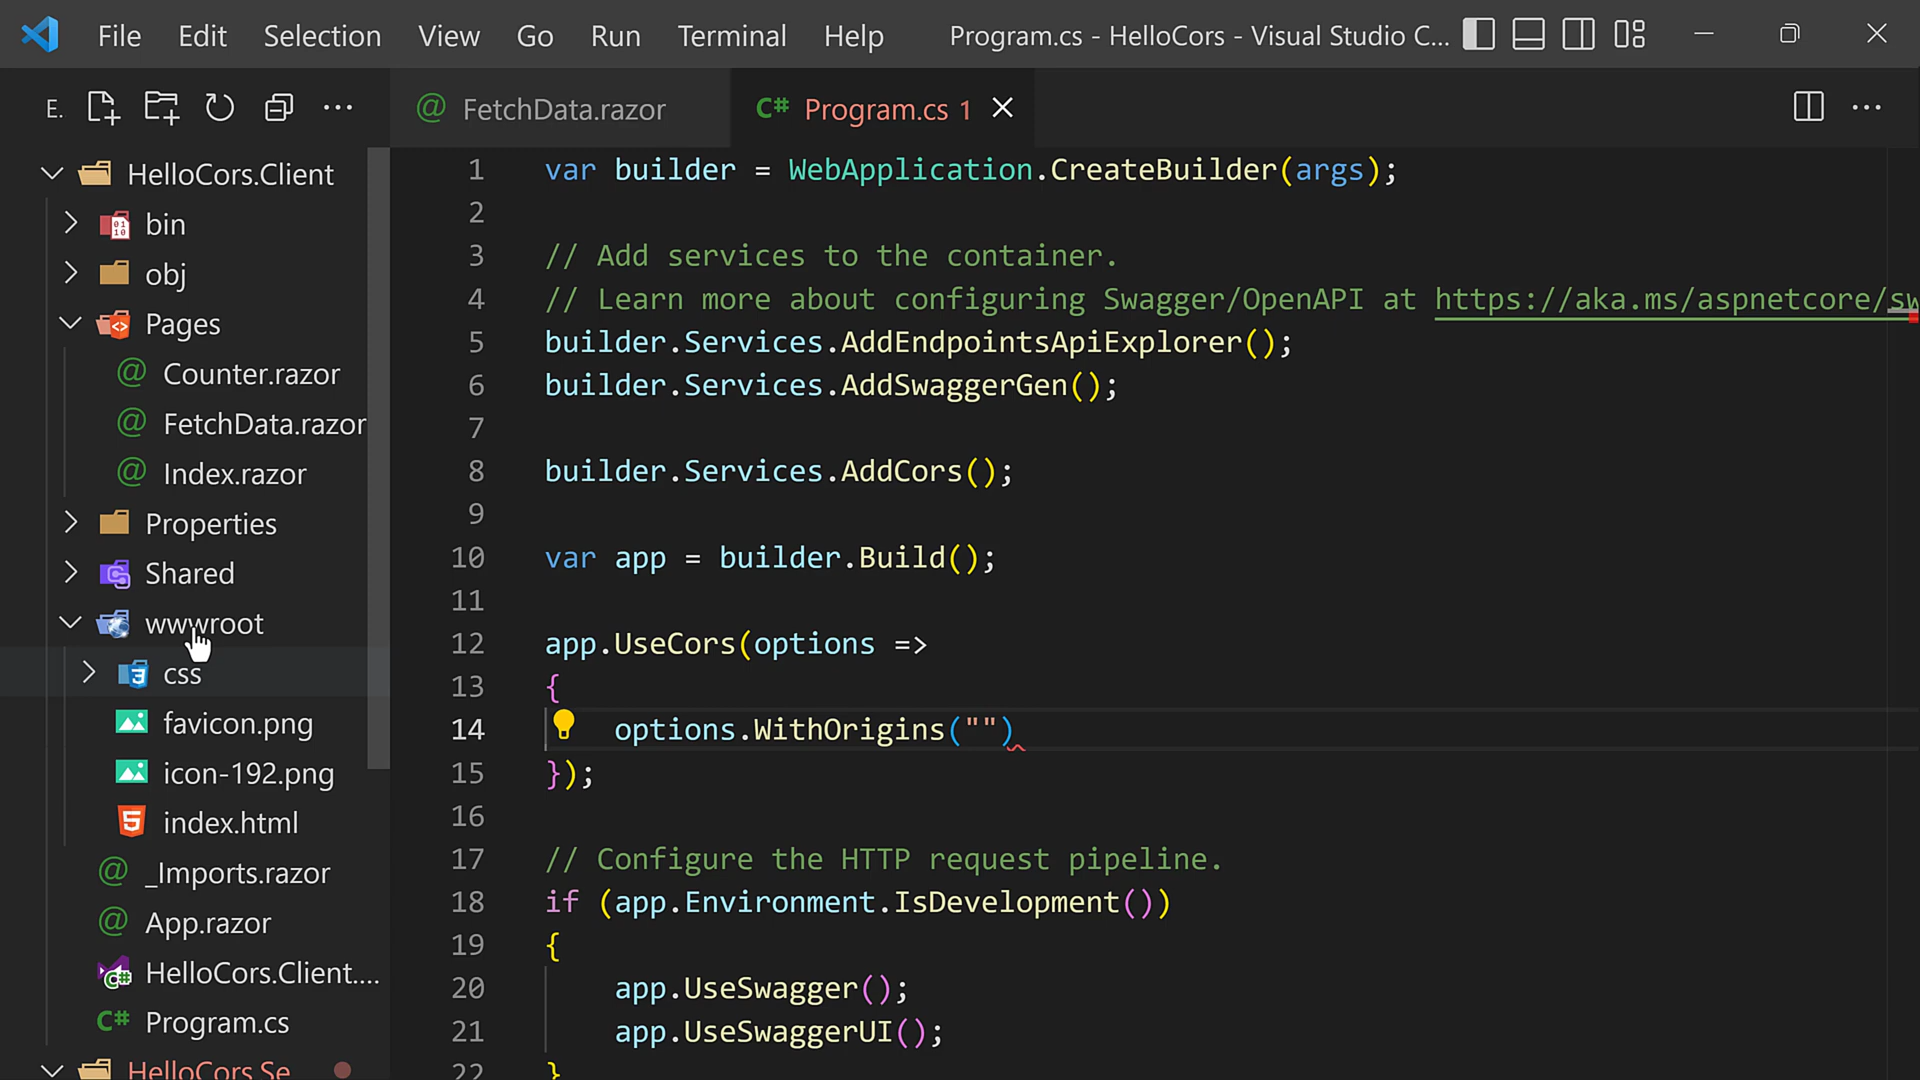 File Edit Selection View Go Run Terminal Help Program.cs - HelloCors - Visual Studio C...
E.
FetchData.razor
Program.cs 1
HelloCors.Client
bin
obj
Pages
Counter.razor
FetchData.razor
Index.razor
Properties
Shared
wwwroot
css
favicon.png
icon-192.png
index.html
_Imports.razor
App.razor
HelloCors.Client....
Program.cs
HelloCors.Se
1 var builder = WebApplication.CreateBuilder(args);
2
3 // Add services to the container.
4 // Learn more about configuring Swagger/OpenAPI at https://aka.ms/aspnetcore/sw
5 builder.Services.AddEndpointsApiExplorer();
6 builder.Services.AddSwaggerGen();
7
8 builder.Services.AddCors();
9
10 var app = builder.Build();
11
12 app.UseCors(options =>
13 {
14 options.WithOrigins("")
15 });
16
17 // Configure the HTTP request pipeline.
18 if (app.Environment.IsDevelopment())
19 {
20 app.UseSwagger();
21 app.UseSwaggerUI();
22 }